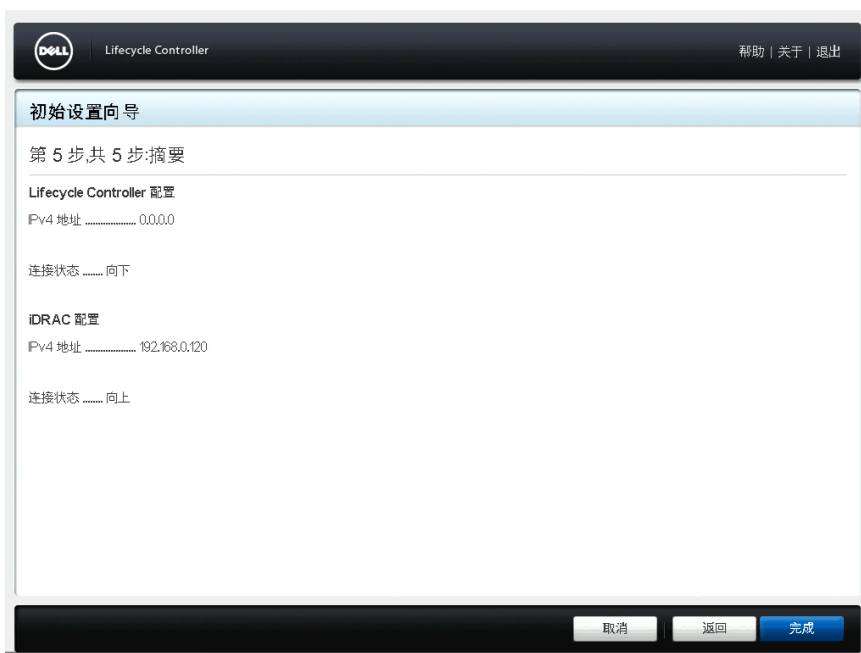 DELL
Lifecycle Controller
帮助 | 关于 | 退出
初始设置向导
第 5 步,共 5 步:摘要
Lifecycle Controller 配置
IPv4 地址 ................... 0.0.0.0
连接状态 ........ 向下
iDRAC 配置
IPv4 地址 ................... 192.168.0.120
连接状态 ........ 向上
取消
返回
完成